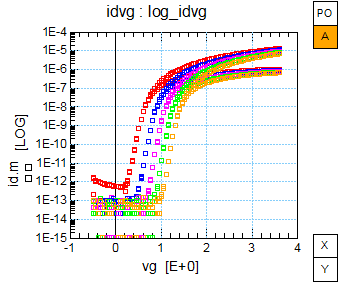 idvg : log_idvg
PO
A
1E-4
1E-5
1E-6
1E-7
1E-8
1E-9
1E-10
1E-11
1E-12
1E-13
1E-14
1E-15
id.m [LOG]
-1 0 1 2 3 4
vg [E+0]
X
Y